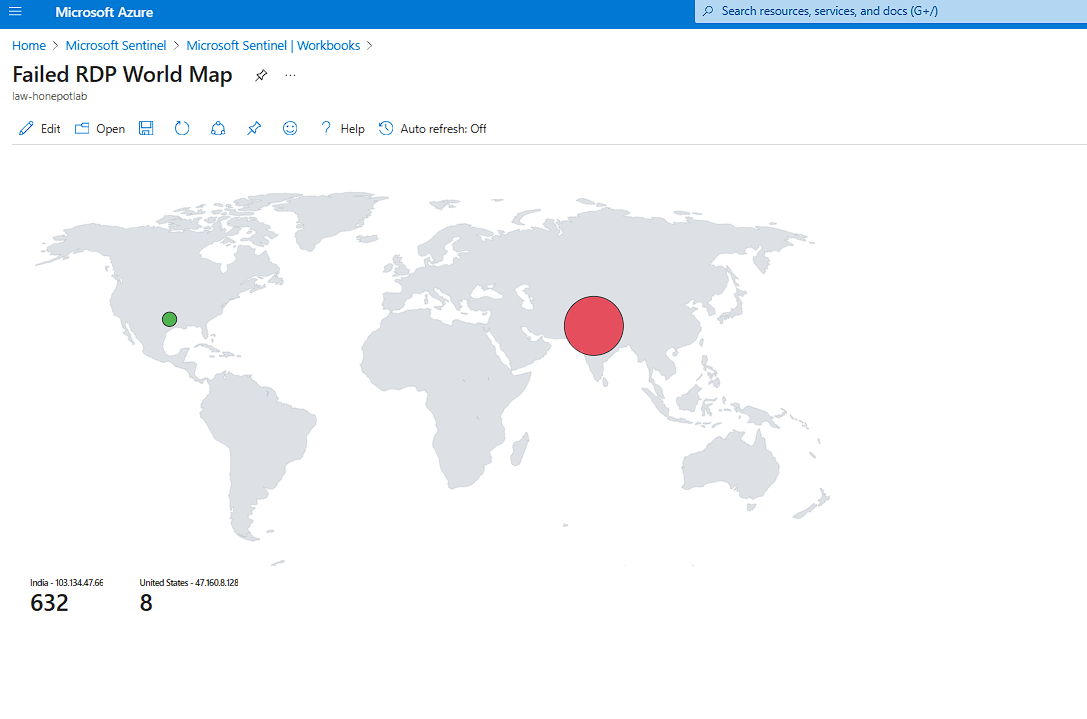 Microsoft Azure
Search resources, services, and docs (G+/)
Home > Microsoft Sentinel > Microsoft Sentinel | Workbooks >
Failed RDP World Map
law-honepotlab
Edit Open Help Auto refresh: Off
India - 103.134.47.66 United States - 47.160.8.128
632 8